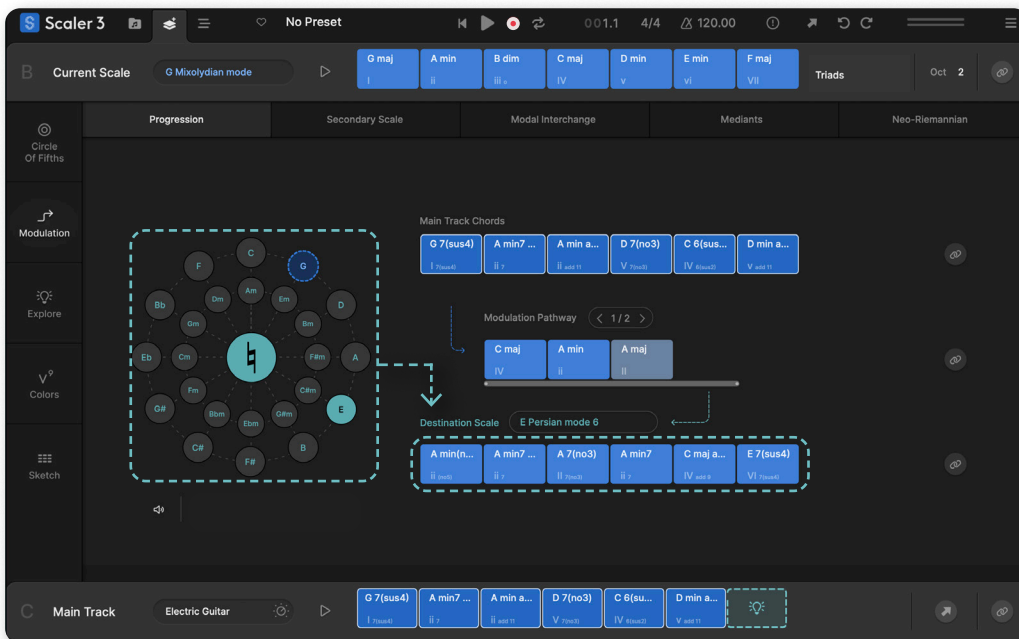 S Scaler 3 No Preset 001.1 4/4 120.00
B Current Scale G Mixolydian mode
G maj A min B dim C maj D min E min F maj
I ii iii o IV v vi VII
Triads Oct 2
Circle Of Fifths
Modulation
Explore
Colors
Sketch
Progression Secondary Scale Modal Interchange Mediants Neo-Riemannian
C
F G
Bb D
Eb A
G# E
C# B
F#
Am
Dm Em
Gm Bm
Cm F#m
Fm C#m
Bbm G#m
Ebm
Main Track Chords
G 7(sus4) A min7 ... A min a... D 7(no3) C 6(sus... D min a...
I 7(sus4) ii 7 ii add 11 V 7(no3) IV 6(sus2) v add 11
Modulation Pathway < 1 / 2 >
C maj A min A maj
IV ii II
Destination Scale E Persian mode 6
A min(n... A min7 ... A 7(no3) A min7 C maj a... E 7(sus4)
ii (no5) ii 7 II 7(no3) ii 7 IV add 9 VI 7(sus4)
C Main Track Electric Guitar
G 7(sus4) A min7 ... A min a... D 7(no3) C 6(su... D min a...
I 7(sus4) ii 7 ii add 11 V 7(no3) IV 6(sus2) v add 11